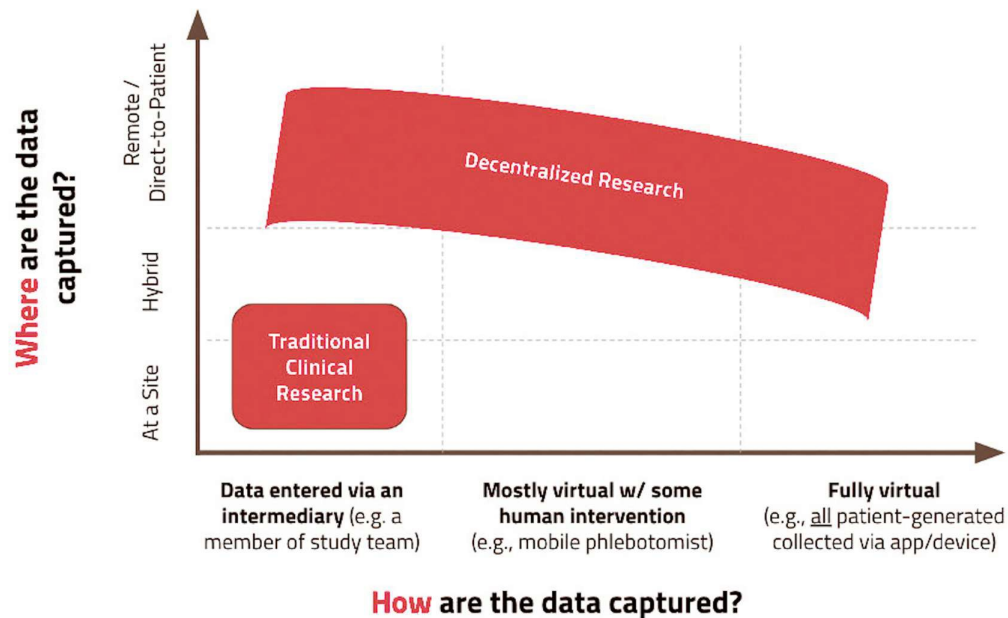 Where are the data
captured?
Remote /
Direct-to-Patient
Hybrid
At a Site
Decentralized Research
Traditional
Clinical
Research
Data entered via an
intermediary (e.g. a
member of study team)
Mostly virtual w/ some
human intervention
(e.g., mobile phlebotomist)
Fully virtual
(e.g., all patient-generated
collected via app/device)
How are the data captured?